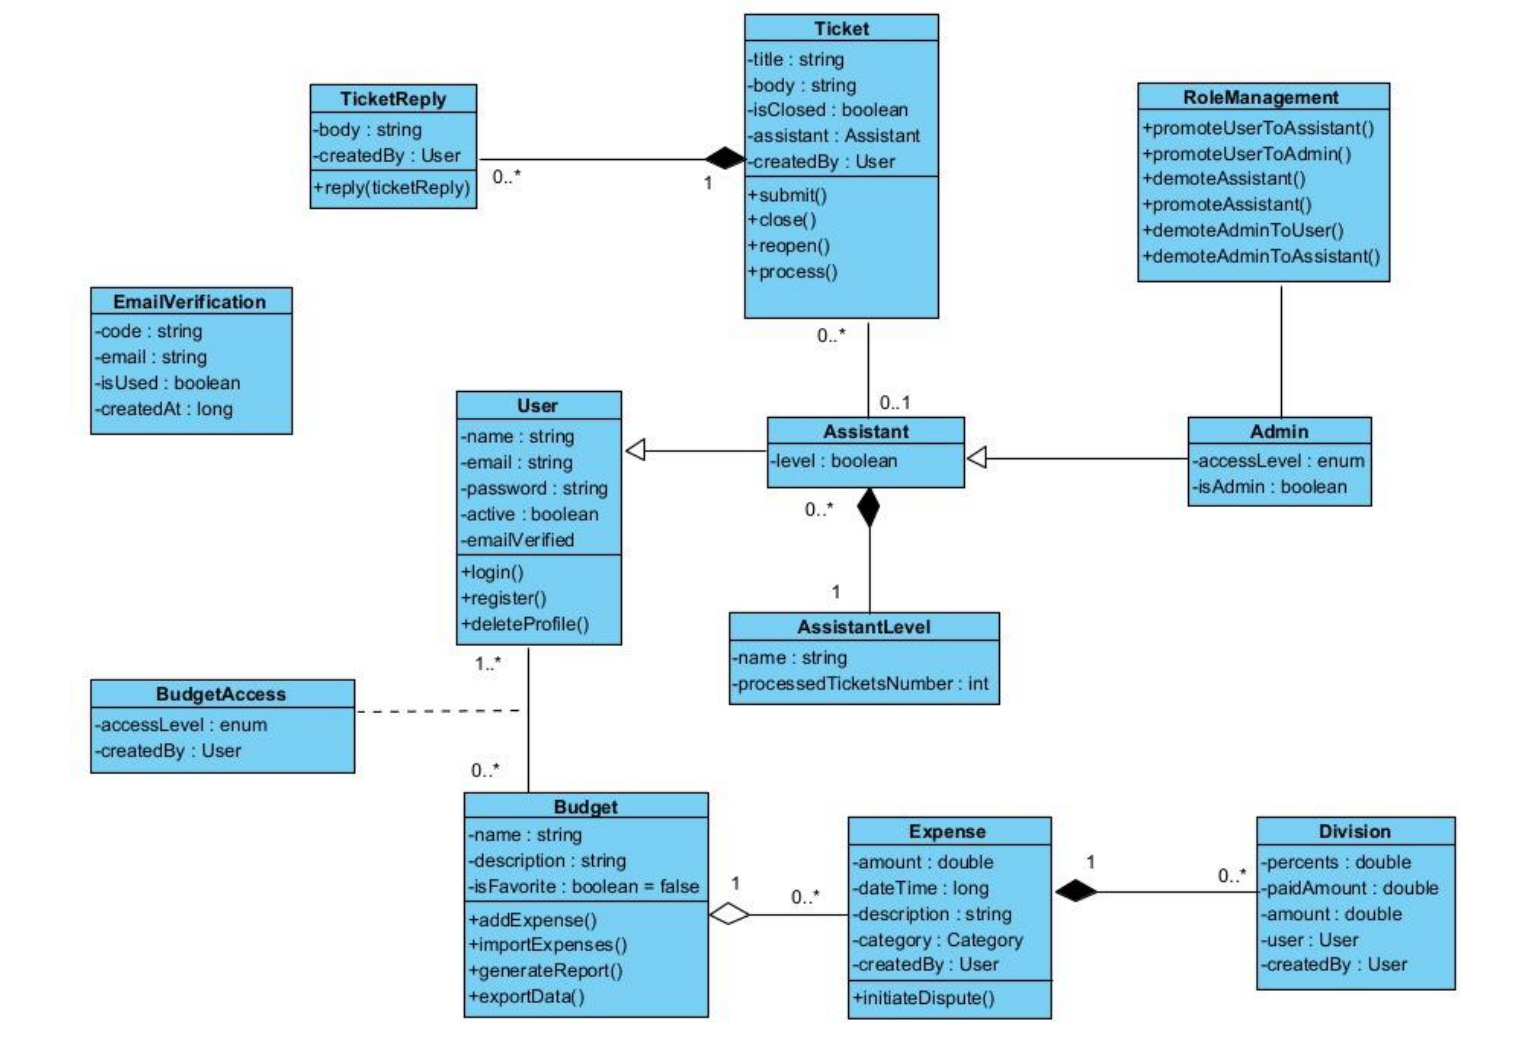 Ticket
-title : string
-body : string
-isClosed : boolean
-assistant : Assistant
-createdBy : User
+submit()
+close()
+reopen()
+process()
TicketReply
-body : string
-createdBy : User
+reply(ticketReply)
0..*
1
RoleManagement
+promoteUserToAssistant()
+promoteUserToAdmin()
+demoteAssistant()
+promoteAssistant()
+demoteAdminToUser()
+demoteAdminToAssistant()
EmailVerification
-code : string
-email : string
-isUsed : boolean
-createdAt : long
0..*
0..1
User
-name : string
-email : string
-password : string
-active : boolean
-emailVerified
+login()
+register()
+deleteProfile()
Assistant
-level : boolean
Admin
-accessLevel : enum
-isAdmin : boolean
0..*
1
AssistantLevel
-name : string
-processedTicketsNumber : int
1..*
BudgetAccess
-accessLevel : enum
-createdBy : User
0..*
Budget
-name : string
-description : string
-isFavorite : boolean = false
+addExpense()
+importExpenses()
+generateReport()
+exportData()
1
0..*
Expense
-amount : double
-dateTime : long
-description : string
-category : Category
-createdBy : User
+initiateDispute()
1
0..*
Division
-percents : double
-paidAmount : double
-amount : double
-user : User
-createdBy : User